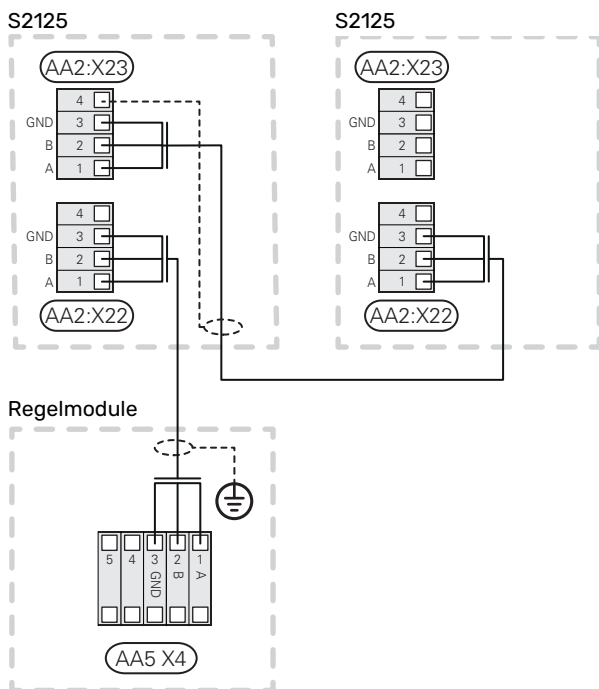 S2125
S2125
AA2:X23
AA2:X23
4
GND 3
B 2
A 1
4
GND 3
B 2
A 1
4
GND 3
B 2
A 1
4
GND 3
B 2
A 1
AA2:X22
AA2:X22
Regelmodule
5 4 3 2 1
GND B A
AA5 X4